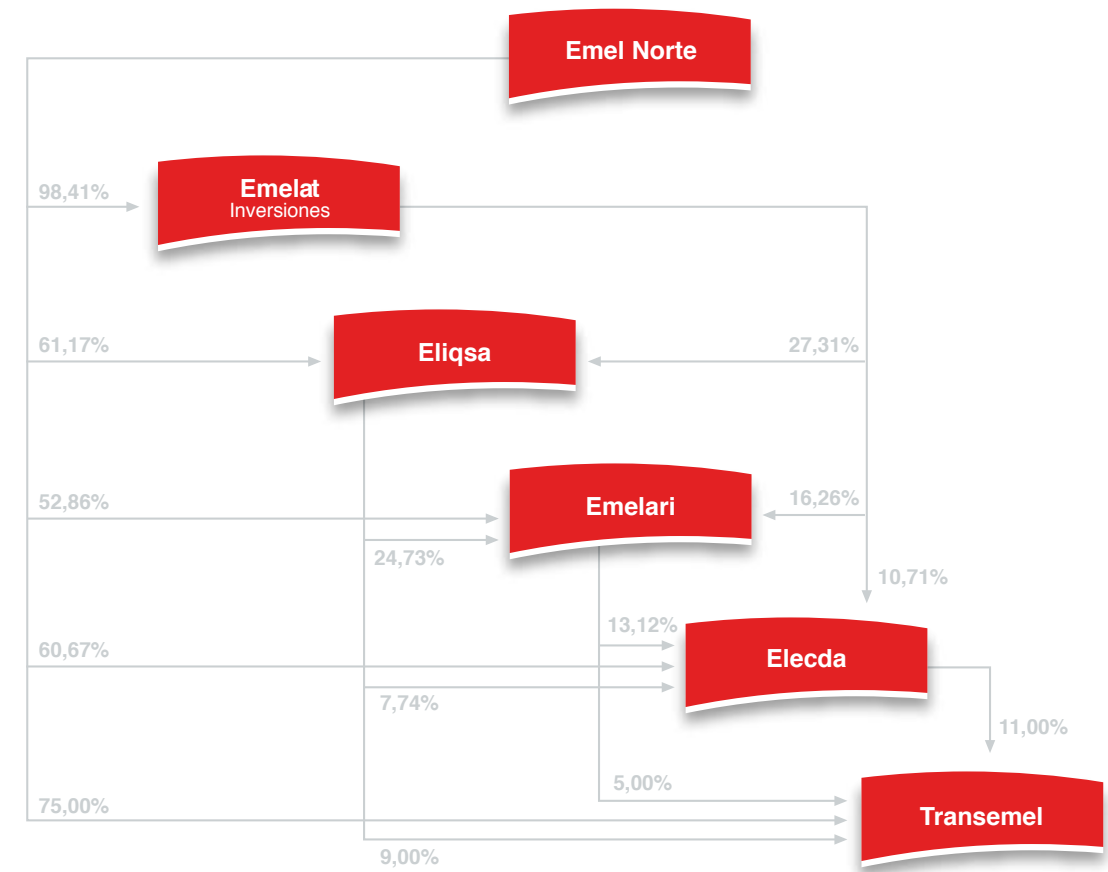 Emel Norte
98,41%
Emelat
Inversiones
61,17%
Eliqsa
27,31%
52,86%
Emelari
16,26%
24,73%
10,71%
13,12%
60,67%
Elecda
7,74%
11,00%
5,00%
75,00%
Transemel
9,00%